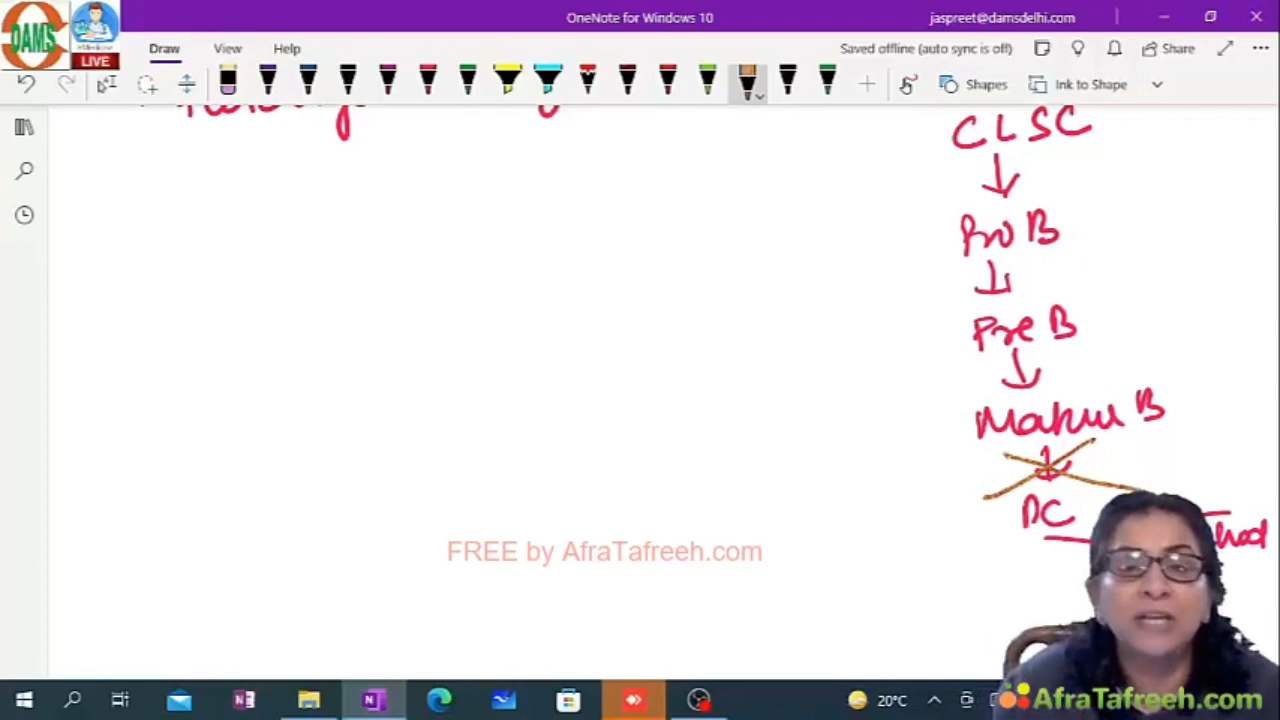 OneNote for Windows 10
jaspreet@damsdelhi.com
DAMS
eMedicoz
LIVE
Draw View Help
Saved offline (auto sync is off) Share
Shapes Ink to Shape
CLSC
↓
Pro B
↓
Pre B
↓
Mature B
↓
PC
FREE by AfraTafreeh.com
20°C
AfraTafreeh.com